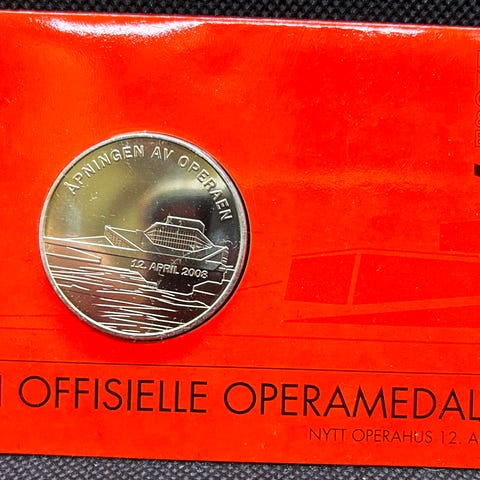 ÅPNINGEN AV OPERAEN
12. APRIL 2008
OFFISIELLE OPERAMEDAL
NYTT OPERAHUS 12. A